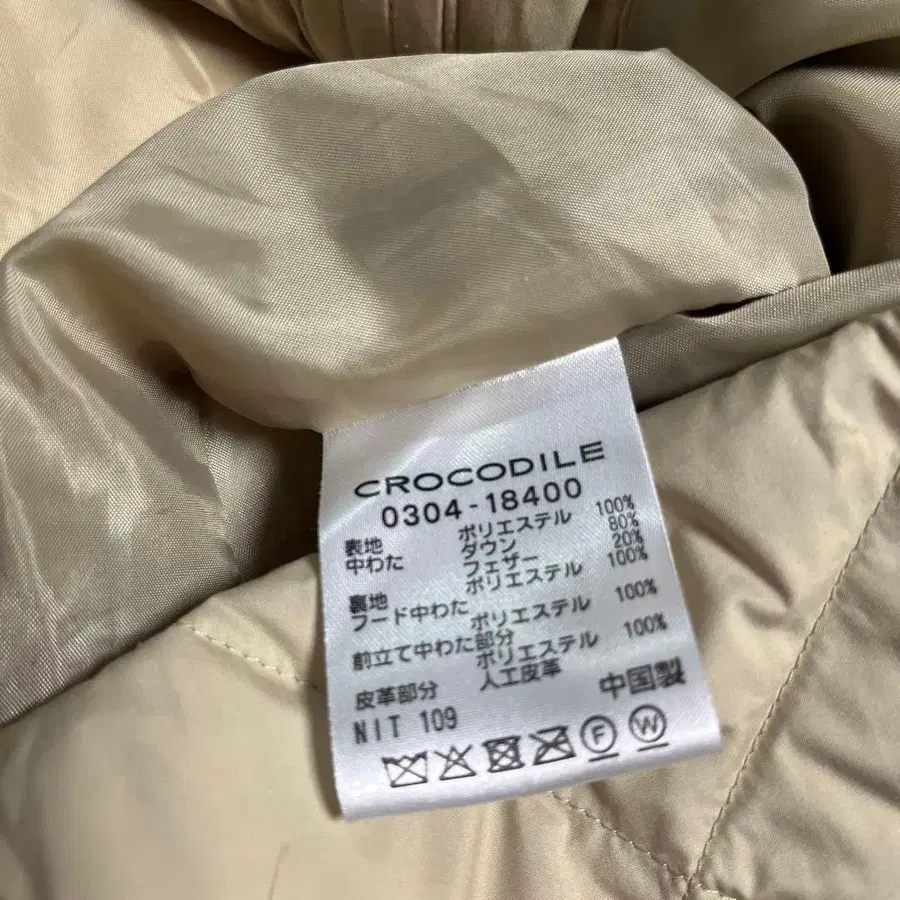 CROCODILE
0304-18400
表地 ポリエステル 100%
中わた ダウン 80%
フェザー 20%
裏地 ポリエステル 100%
フード中わた
ポリエステル 100%
前立て中わた部分
ポリエステル 100%
皮革部分 人工皮革
NIT 109 中国製
F W